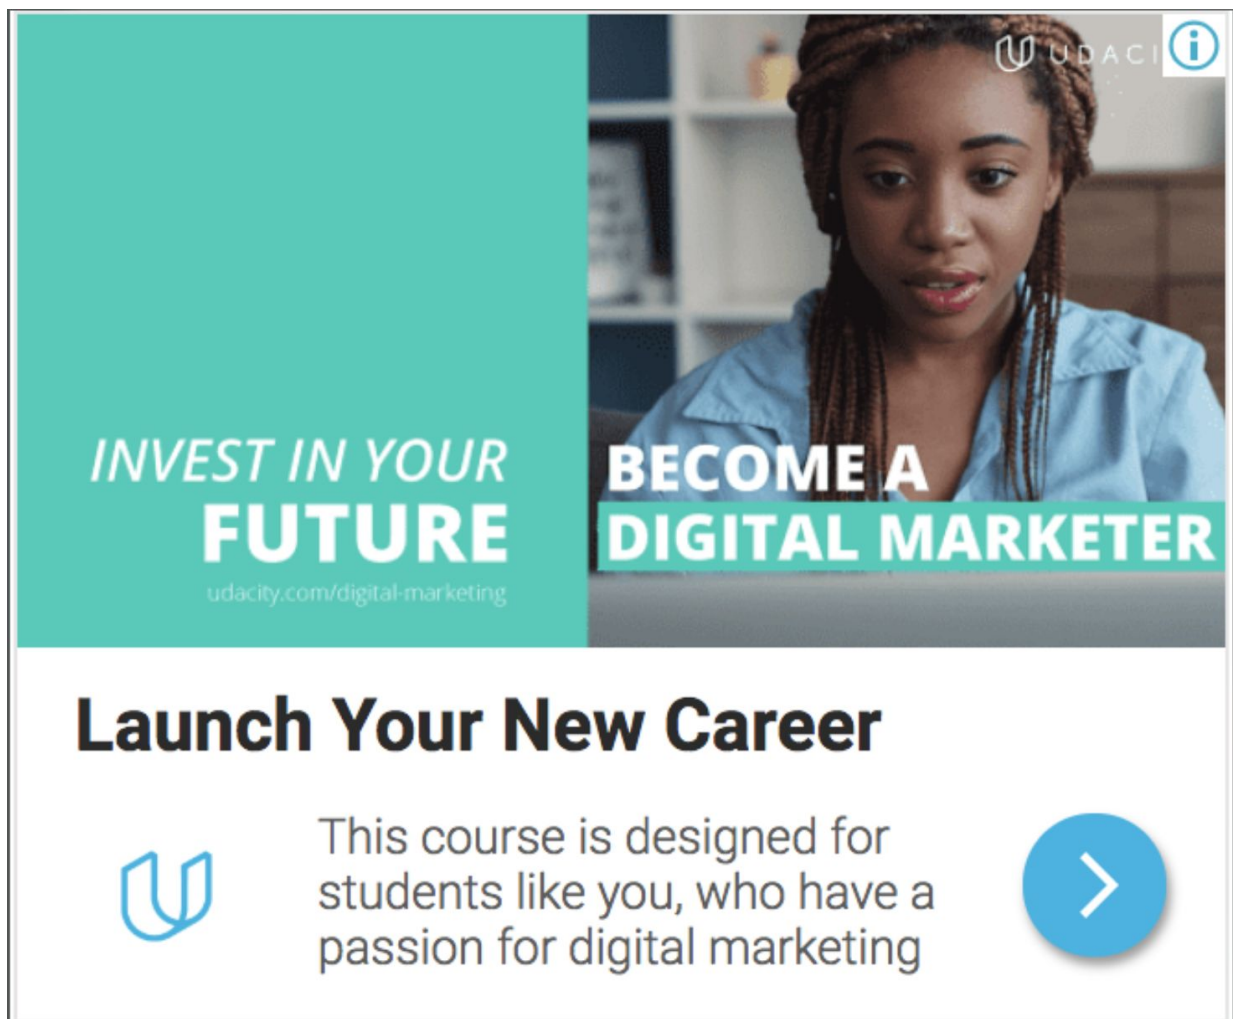 UDACI
INVEST IN YOUR
FUTURE
udacity.com/digital-marketing
BECOME A
DIGITAL MARKETER
Launch Your New Career
This course is designed for
students like you, who have a
passion for digital marketing